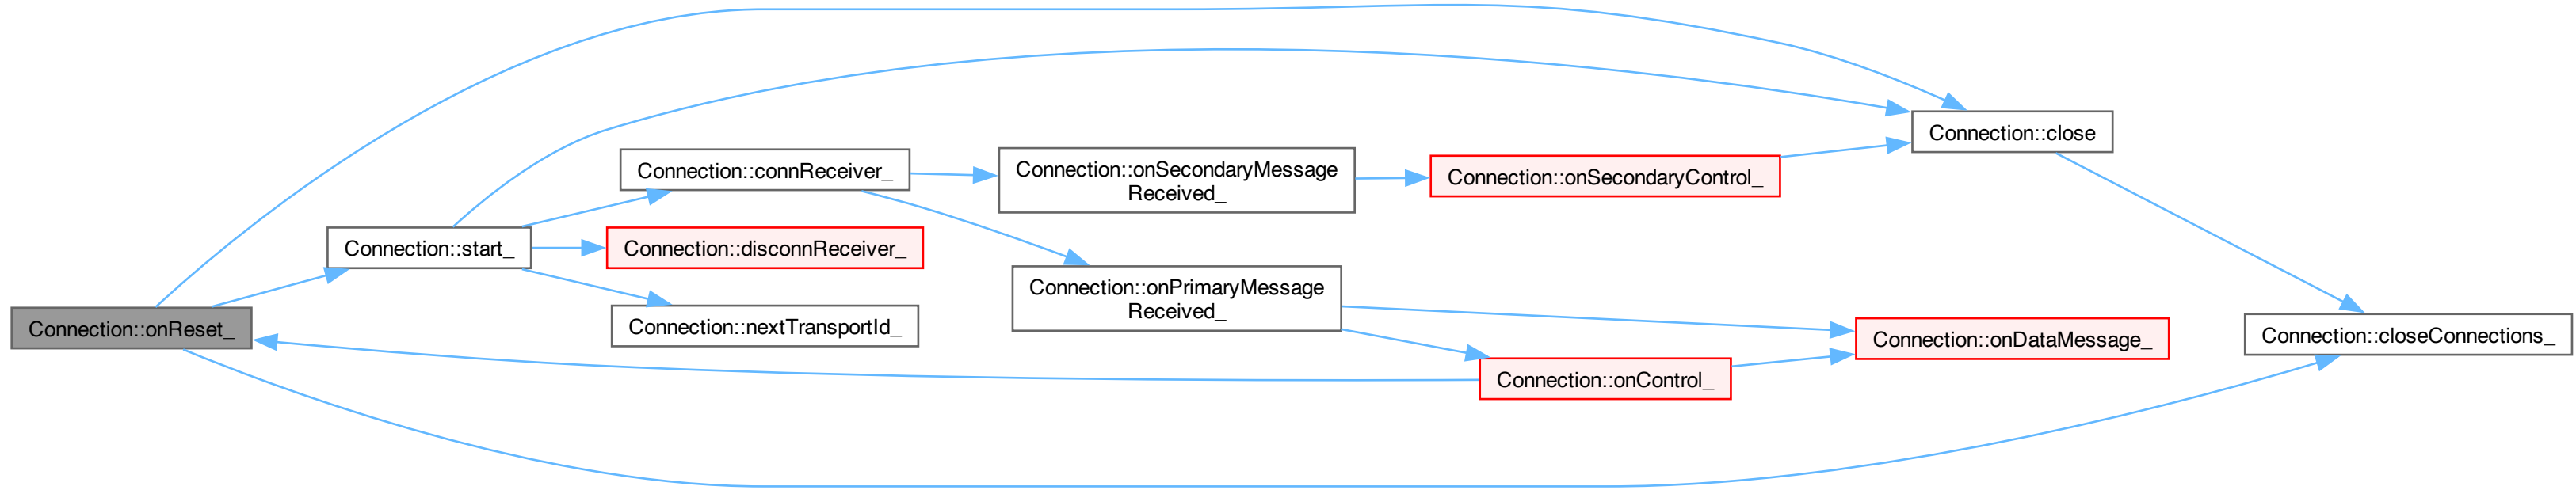 Connection::onReset_
Connection::start_
Connection::connReceiver_
Connection::disconnReceiver_
Connection::nextTransportId_
Connection::onSecondaryMessage
Received_
Connection::onPrimaryMessage
Received_
Connection::onSecondaryControl_
Connection::onControl_
Connection::close
Connection::onDataMessage_
Connection::closeConnections_